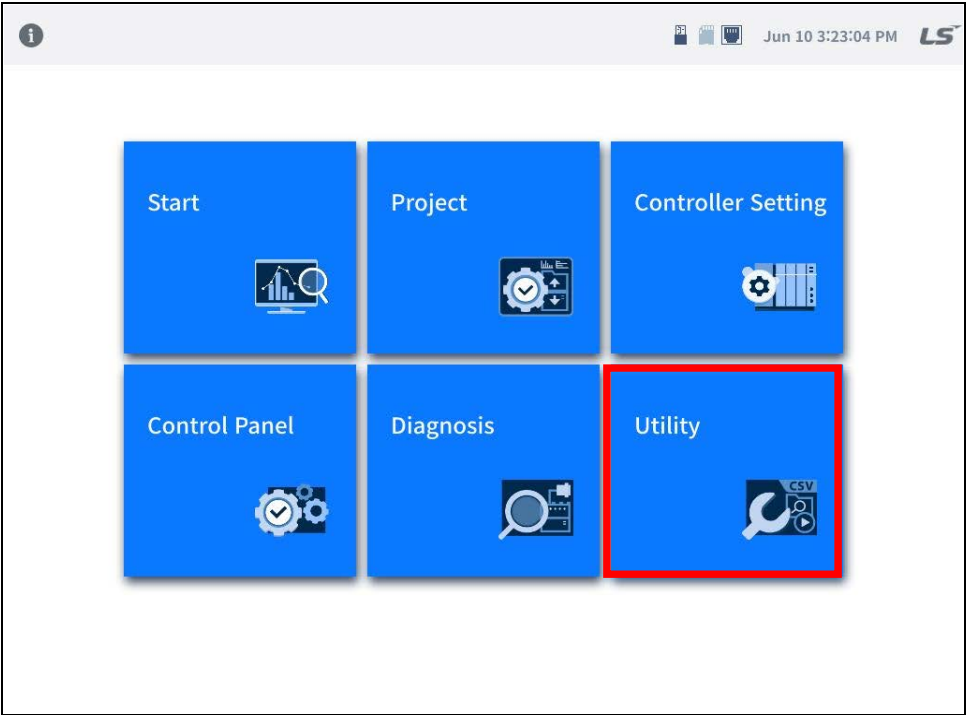 Jun 10 3:23:04 PM LS
Start
Project
Controller Setting
Control Panel
Diagnosis
Utility
CSV